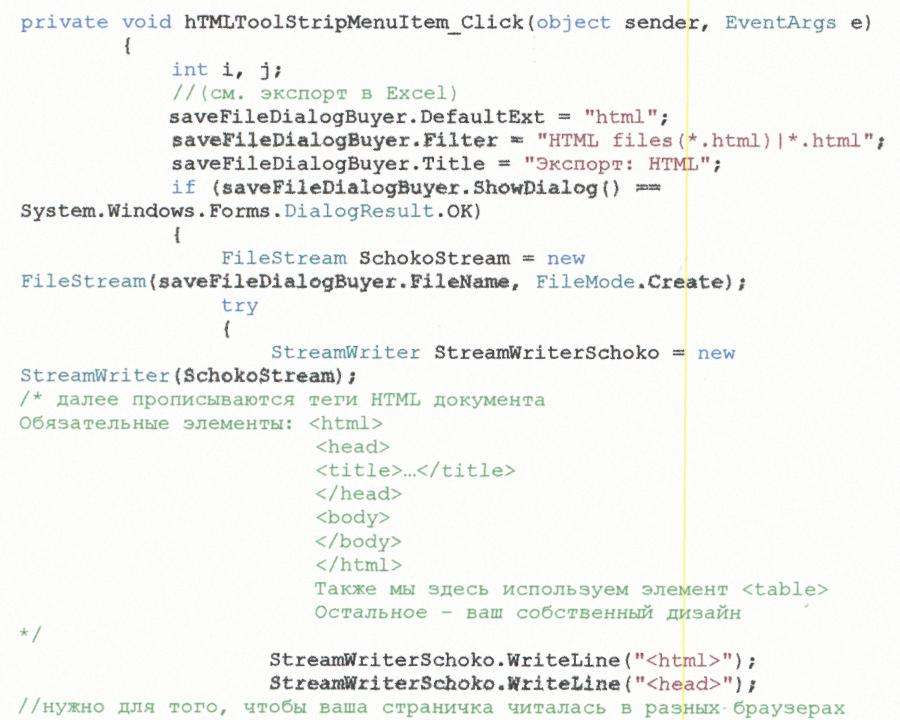 private void hTMLToolStripMenuItem_Click(object sender, EventArgs e)
{
int i, j;
//(см. экспорт в Excel)
saveFileDialogBuyer.DefaultExt = "html";
saveFileDialogBuyer.Filter = "HTML files(*.html)|*.html";
saveFileDialogBuyer.Title = "Экспорт: HTML";
if (saveFileDialogBuyer.ShowDialog() ==
System.Windows.Forms.DialogResult.OK)
{
FileStream SchokoStream = new
FileStream(saveFileDialogBuyer.FileName, FileMode.Create);
try
{
StreamWriter StreamWriterSchoko = new
StreamWriter(SchokoStream);
/* далее прописываются теги HTML документа
Обязательные элементы: <html>
<head>
<title>…</title>
</head>
<body>
</body>
</html>
Также мы здесь используем элемент <table>
Остальное – ваш собственный дизайн
*/
StreamWriterSchoko.WriteLine("<html>");
StreamWriterSchoko.WriteLine("<head>");
//нужно для того, чтобы ваша страничка читалась в разных браузерах